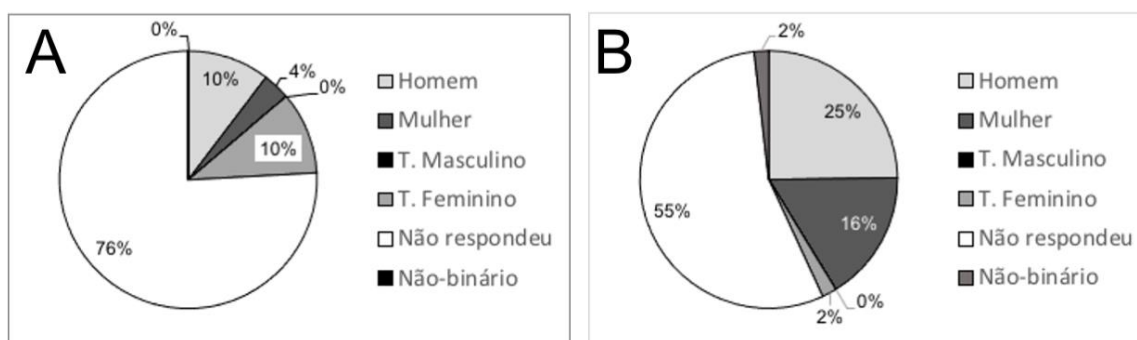 A
0%
10%
4%
0%
10%
76%
Homem
Mulher
T. Masculino
T. Feminino
Não respondeu
Não-binário
B
2%
25%
16%
0%
2%
55%
Homem
Mulher
T. Masculino
T. Feminino
Não respondeu
Não-binário